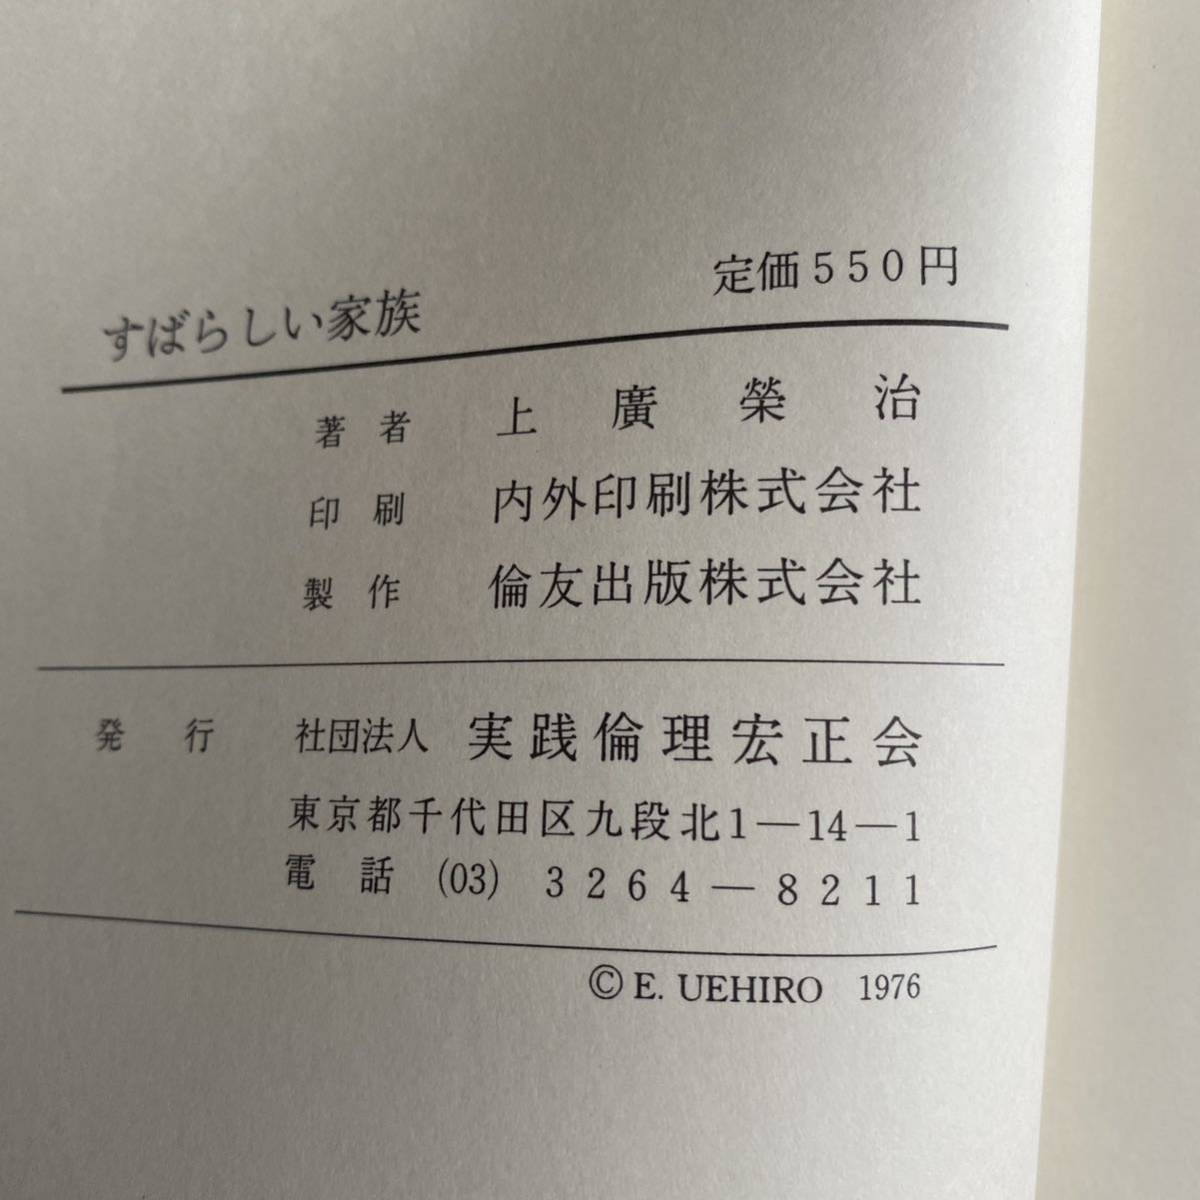 すばらしい家族 定価550円
著者 上廣榮治
印刷 内外印刷株式会社
製作 倫友出版株式会社
発行 社団法人 実践倫理宏正会
東京都千代田区九段北1―14―1
電話 (03) 3264―8211
© E. UEHIRO 1976